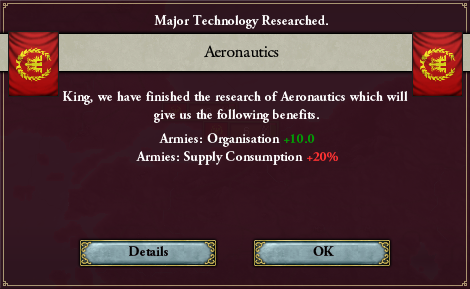 Major Technology Researched.
Aeronautics
King, we have finished the research of Aeronautics which will
give us the following benefits.
Armies: Organisation +10.0
Armies: Supply Consumption +20%
Details OK